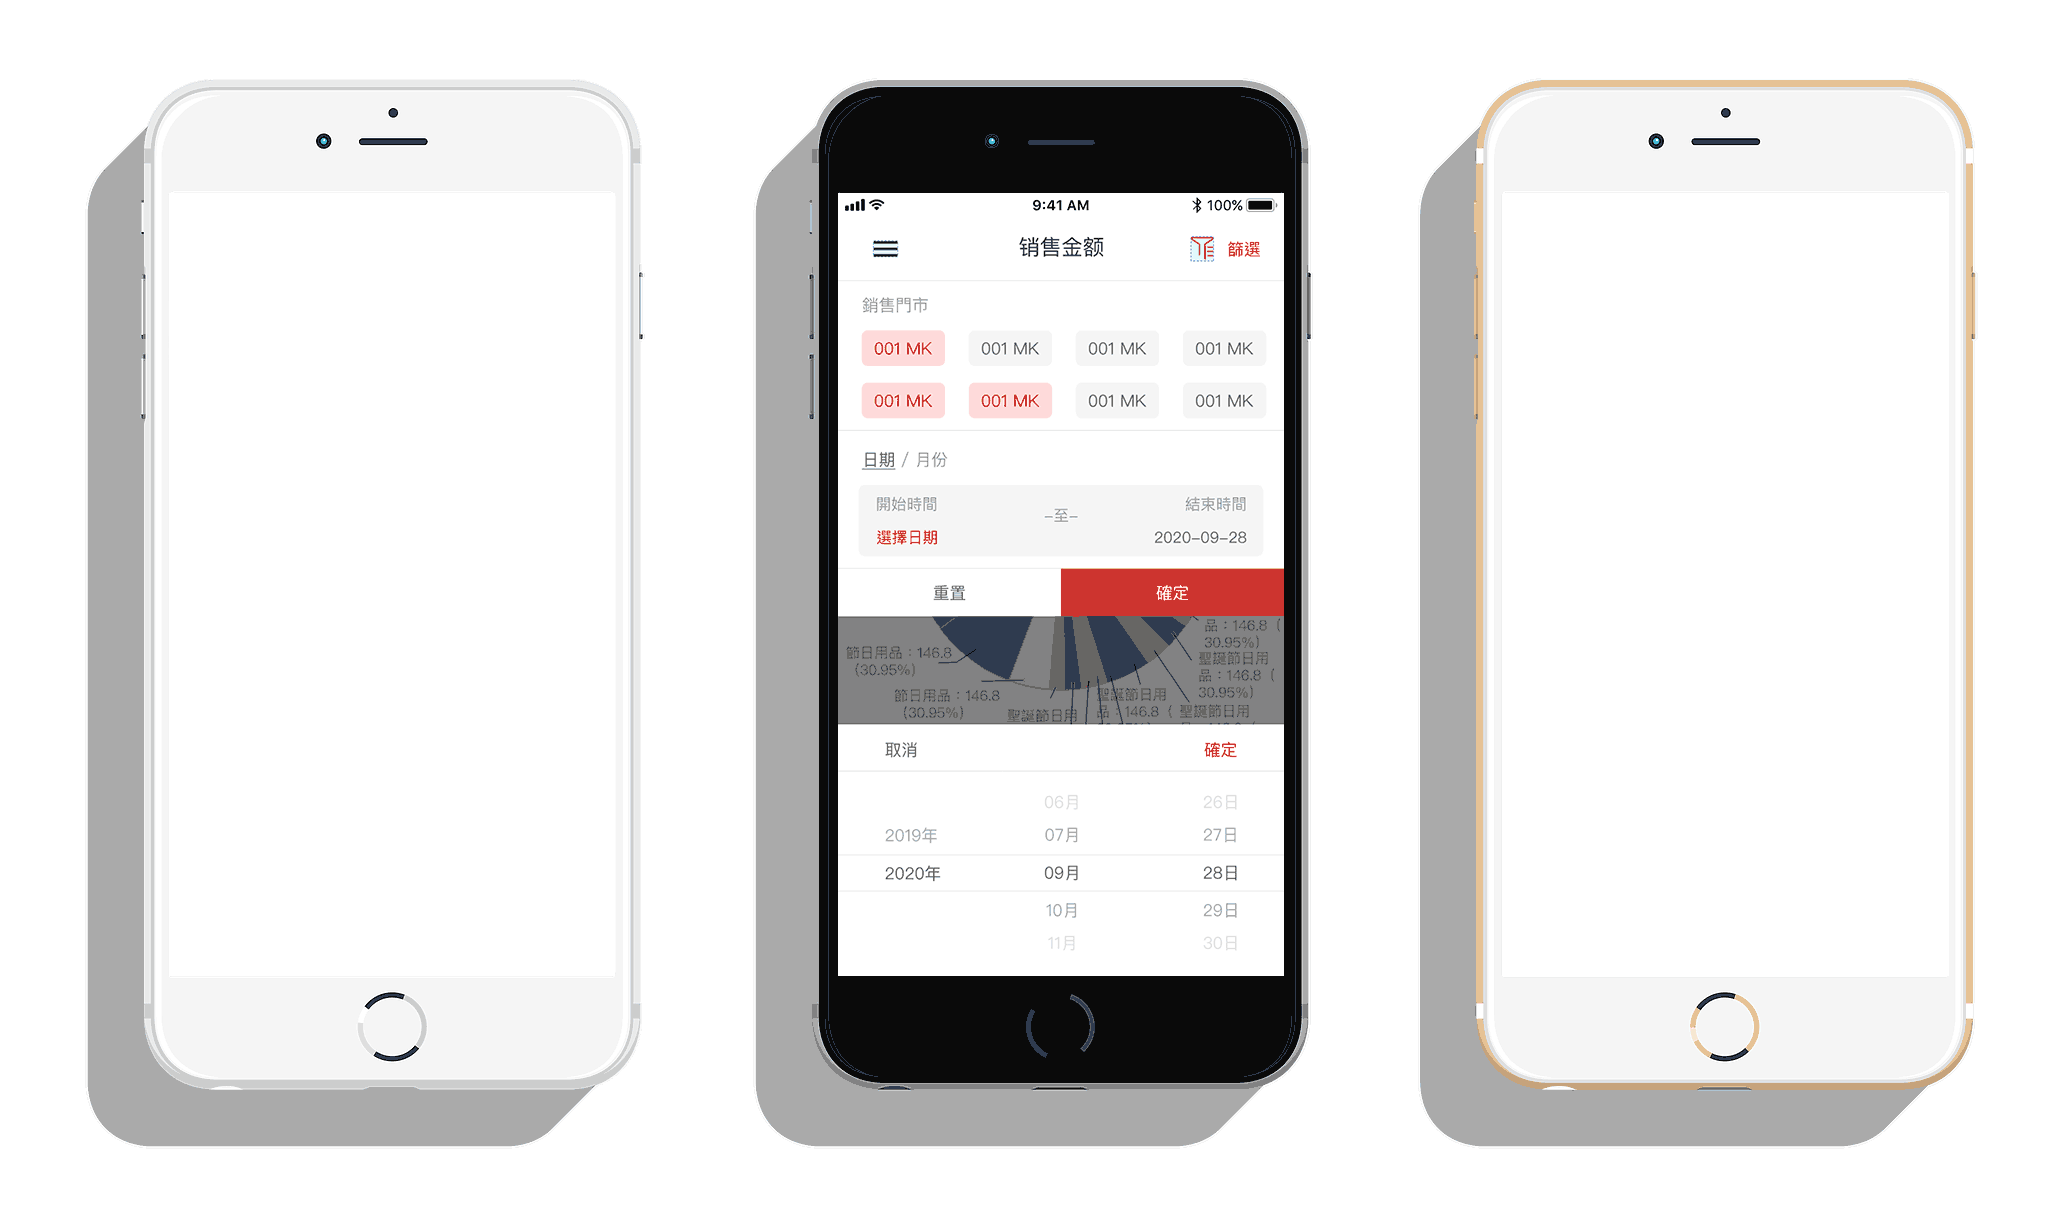 9:41 AM 100%
销售金额 篩選
銷售門市
001 MK 001 MK 001 MK 001 MK
001 MK 001 MK 001 MK 001 MK
日期 / 月份
開始時間 –至– 結束時間
選擇日期 2020-09-28
重置 確定
品：146.8（
30.95%)
節日用品：146.8
(30.95%)
聖誕節日用
品：146.8（
30.95%)
節日用品：146.8
(30.95%)
聖誕節日用
聖誕節日用
品：146.8（
聖誕節日用
取消 確定
06月 26日
2019年 07月 27日
2020年 09月 28日
10月 29日
11月 30日